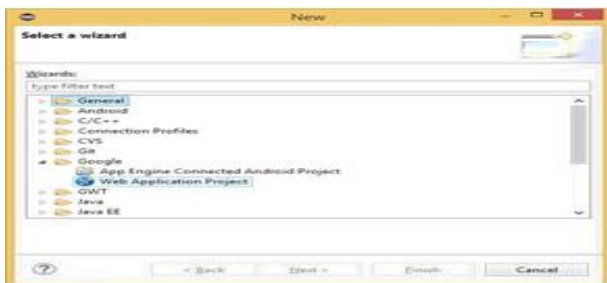 New
Select a wizard
Wizards:
type filter text
General
Android
C/C++
Connection Profiles
CVS
Git
Google
App Engine Connected Android Project
Web Application Project
GWT
Java
Java EE
?
< Back
Next >
Finish
Cancel